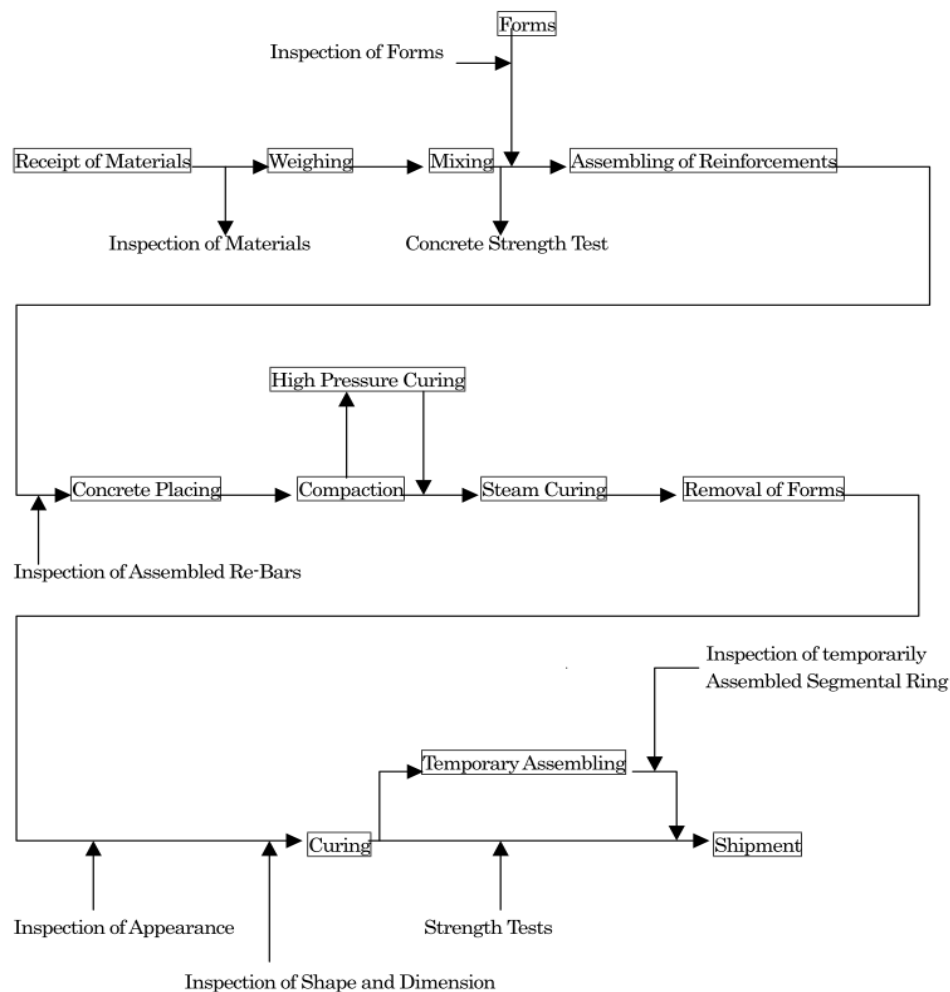 Forms
Inspection of Forms
Receipt of Materials
Weighing
Mixing
Assembling of Reinforcements
Inspection of Materials
Concrete Strength Test
High Pressure Curing
Concrete Placing
Compaction
Steam Curing
Removal of Forms
Inspection of Assembled Re-Bars
Inspection of temporarily
Assembled Segmental Ring
Temporary Assembling
Curing
Shipment
Inspection of Appearance
Strength Tests
Inspection of Shape and Dimension